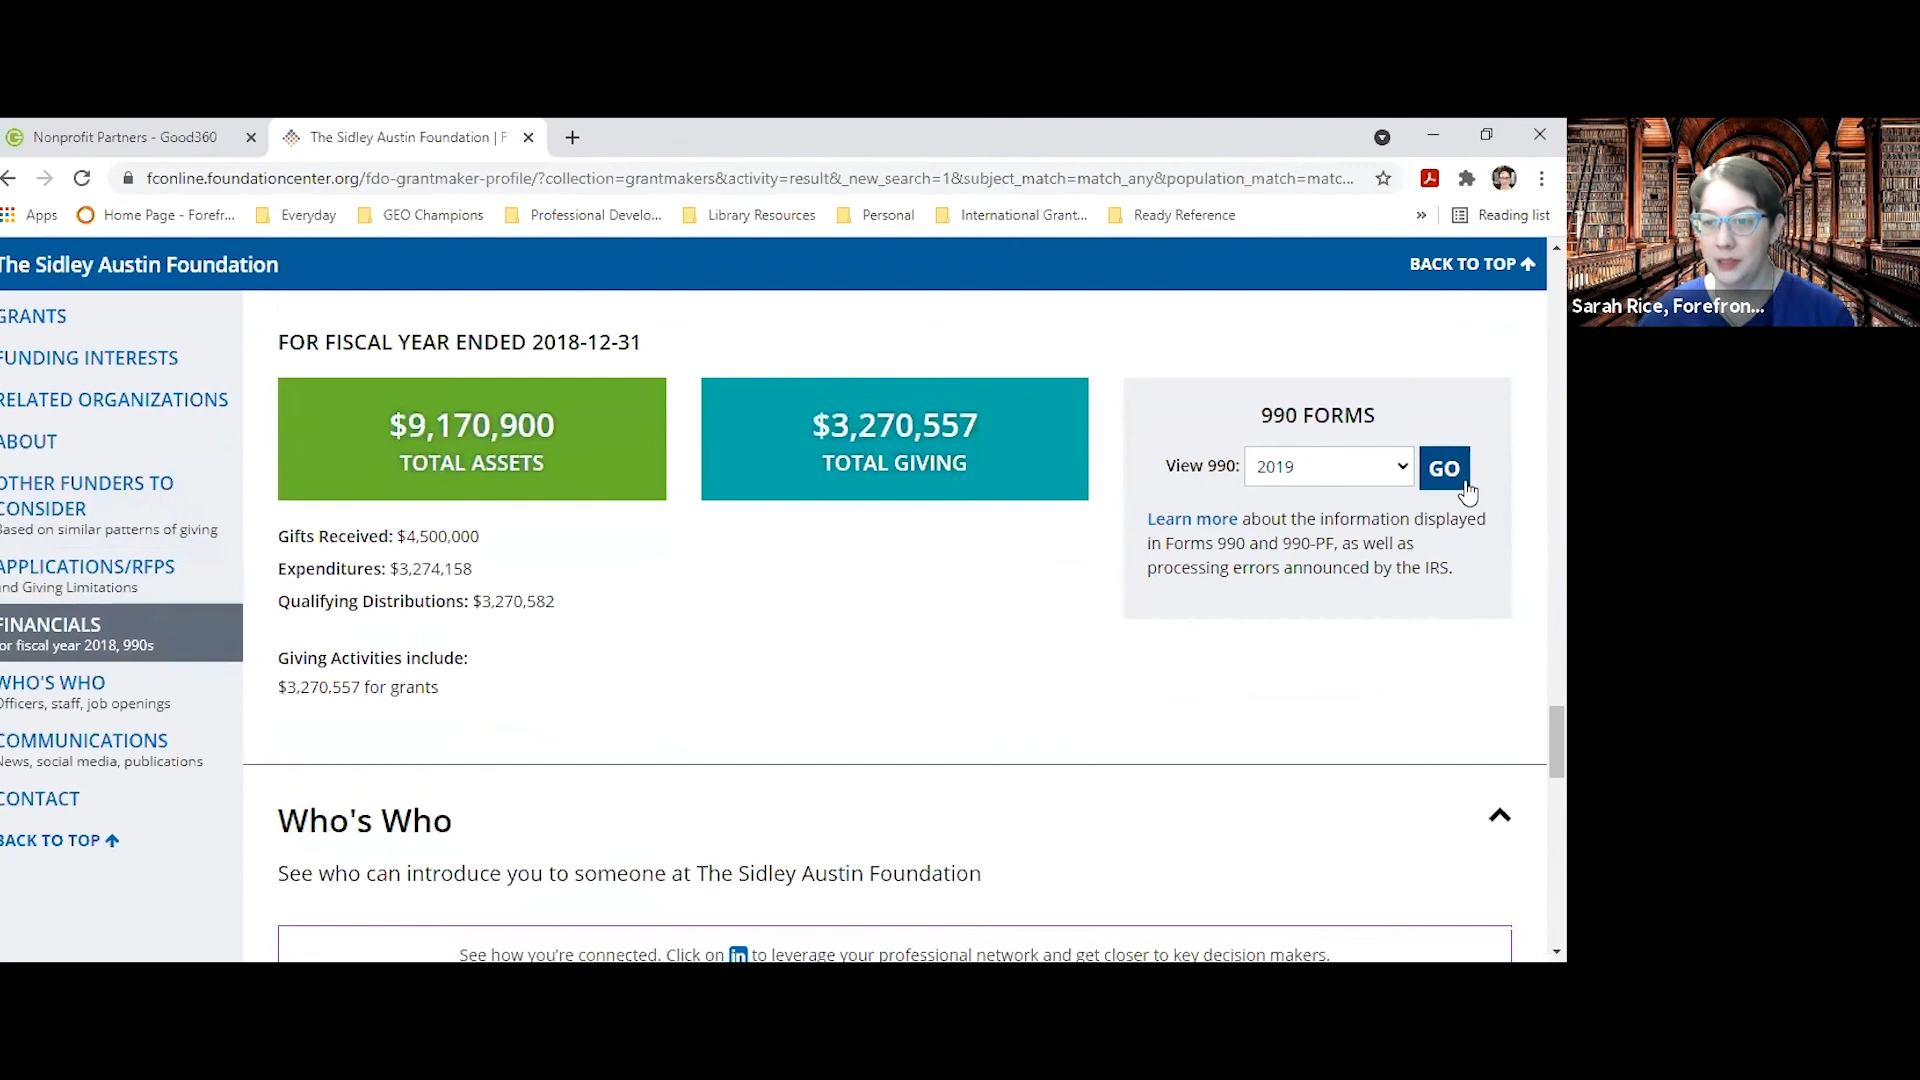 Nonprofit Partners - Good360
The Sidley Austin Foundation | F
fconline.foundationcenter.org/fdo-grantmaker-profile/?collection=grantmakers&activity=result&_new_search=1&subject_match=match_any&population_match=matc...
Apps
Home Page - Forefr...
Everyday
GEO Champions
Professional Develo...
Library Resources
Personal
International Grant...
Ready Reference
»
Reading list
The Sidley Austin Foundation
BACK TO TOP
GRANTS
FUNDING INTERESTS
RELATED ORGANIZATIONS
ABOUT
OTHER FUNDERS TO
CONSIDER
Based on similar patterns of giving
APPLICATIONS/RFPS
and Giving Limitations
FINANCIALS
for fiscal year 2018, 990s
WHO'S WHO
Officers, staff, job openings
COMMUNICATIONS
News, social media, publications
CONTACT
BACK TO TOP
FOR FISCAL YEAR ENDED 2018-12-31
$9,170,900
TOTAL ASSETS
$3,270,557
TOTAL GIVING
Gifts Received: $4,500,000
Expenditures: $3,274,158
Qualifying Distributions: $3,270,582
Giving Activities include:
$3,270,557 for grants
990 FORMS
View 990: 2019 GO
Learn more about the information displayed
in Forms 990 and 990-PF, as well as
processing errors announced by the IRS.
Who's Who
See who can introduce you to someone at The Sidley Austin Foundation
See how you're connected. Click on in to leverage your professional network and get closer to key decision makers.
Sarah Rice, Forefron...